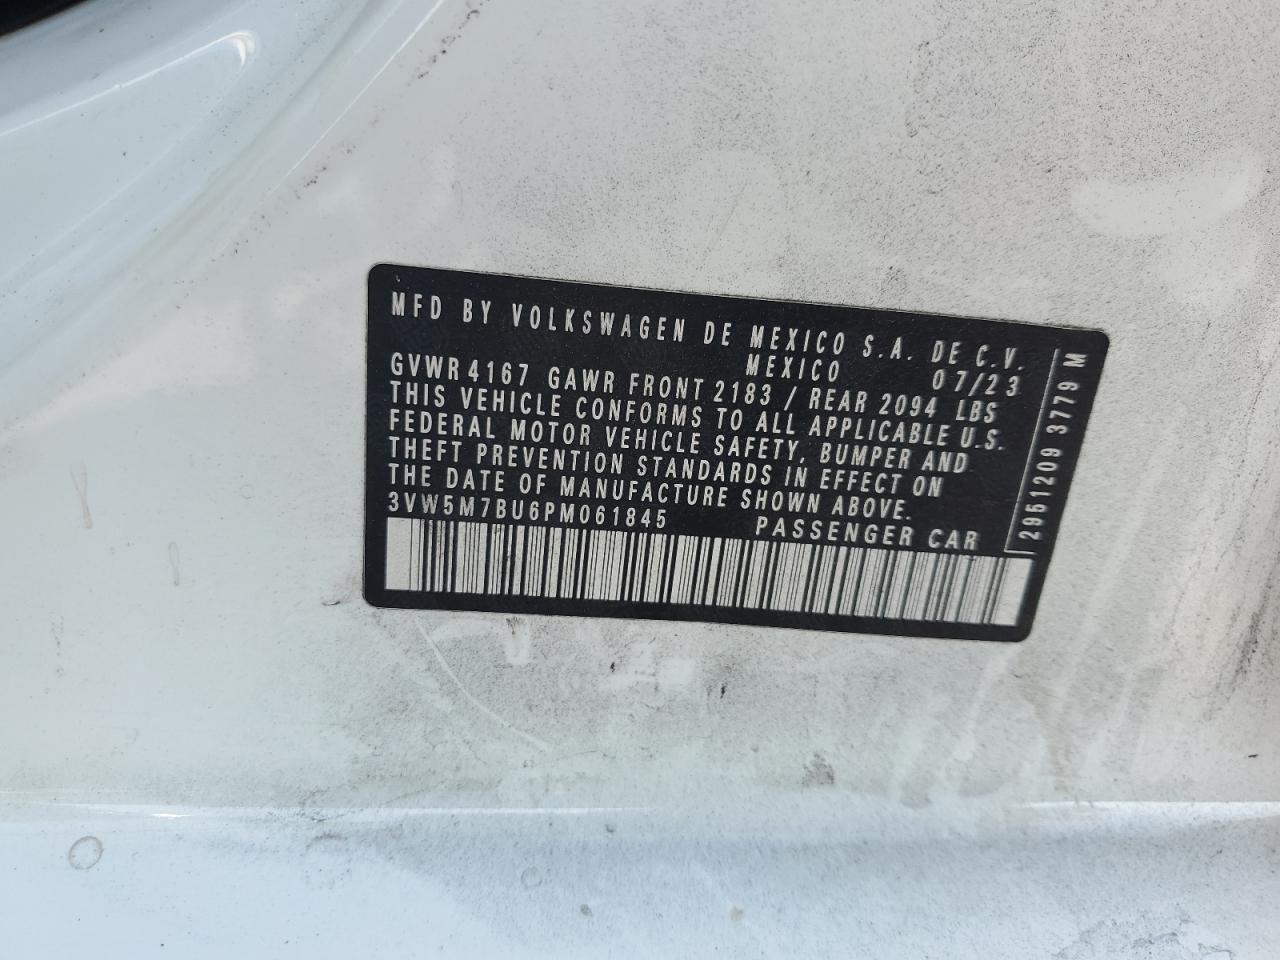 MFD BY VOLKSWAGEN DE MEXICO S.A. DE C.V.
MEXICO 07/23
GVWR 4167 GAWR FRONT 2183 / REAR 2094 LBS
THIS VEHICLE CONFORMS TO ALL APPLICABLE U.S.
FEDERAL MOTOR VEHICLE SAFETY, BUMPER AND
THEFT PREVENTION STANDARDS IN EFFECT ON
THE DATE OF MANUFACTURE SHOWN ABOVE.
3VW5M7BU6PM061845 PASSENGER CAR
2951209 3779 M